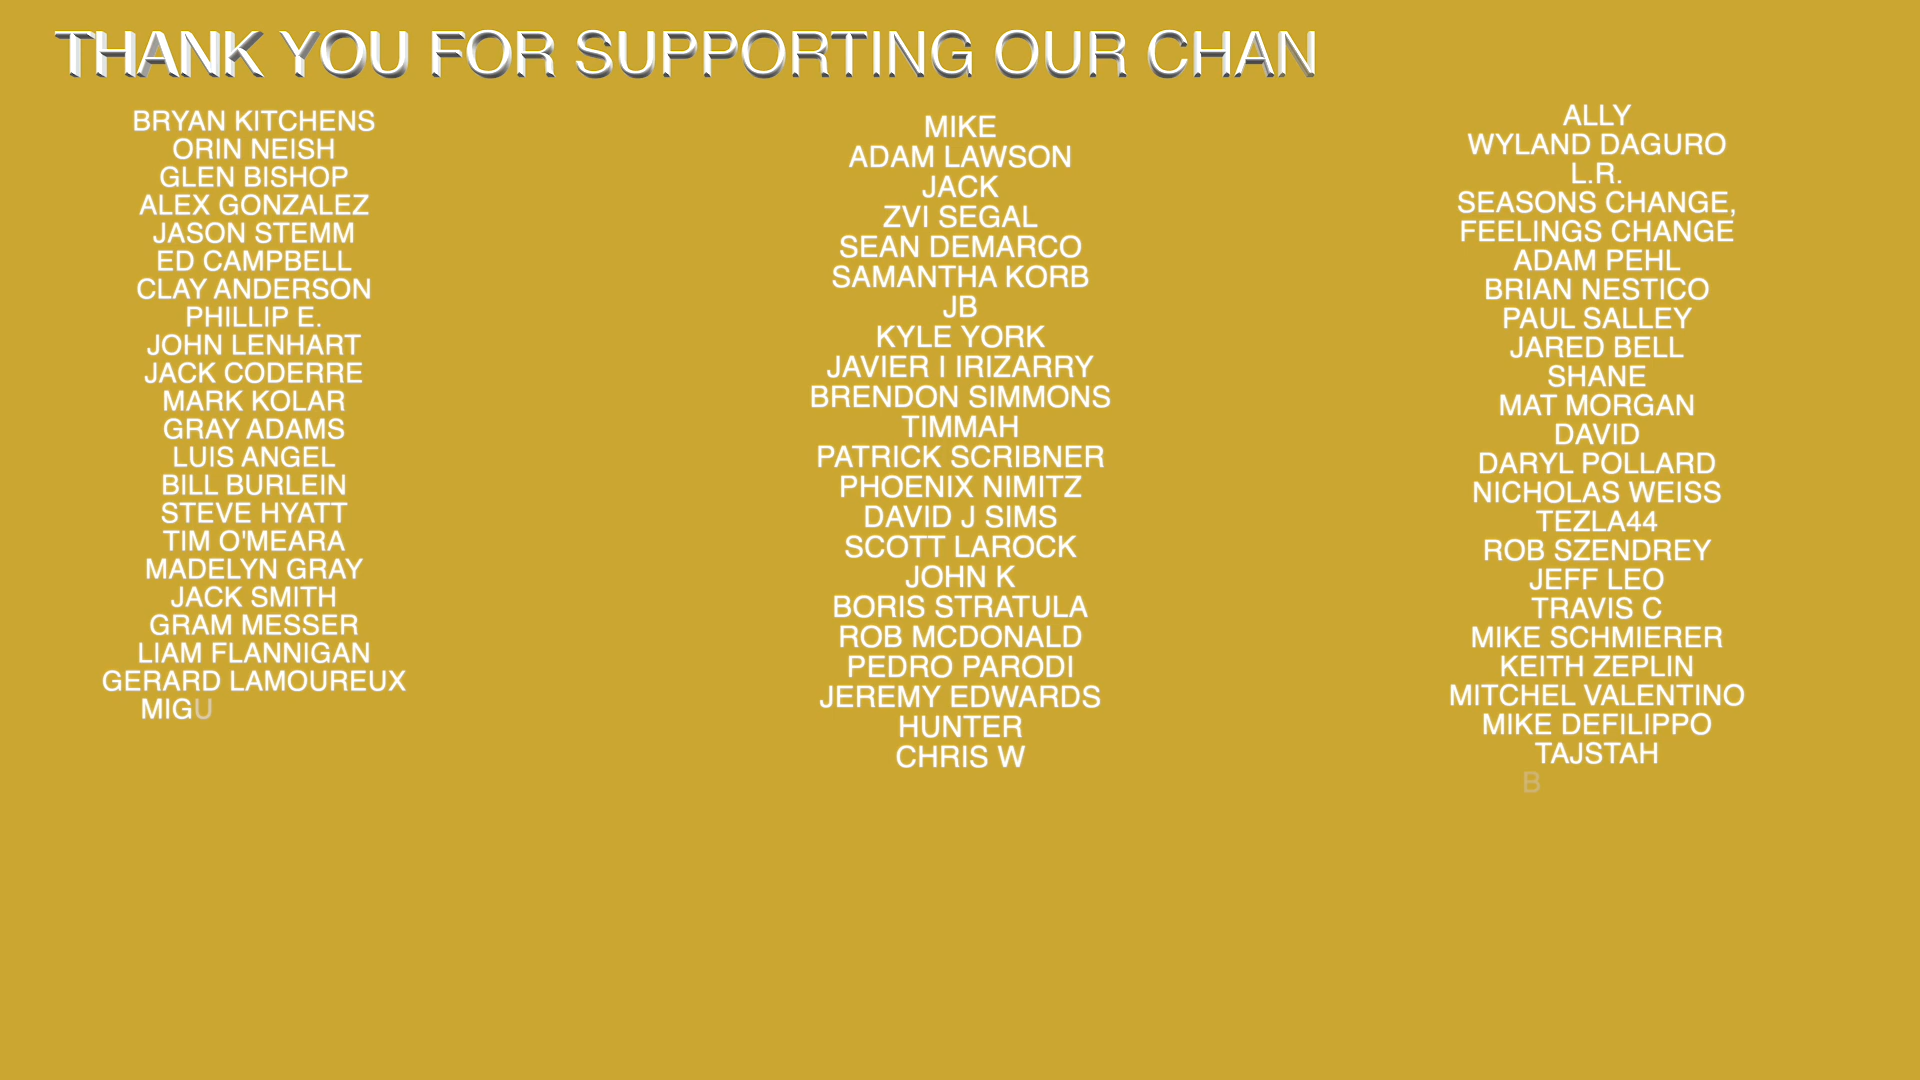 THANK YOU FOR SUPPORTING OUR CHAN
BRYAN KITCHENS
ORIN NEISH
GLEN BISHOP
ALEX GONZALEZ
JASON STEMM
ED CAMPBELL
CLAY ANDERSON
PHILLIP E.
JOHN LENHART
JACK CODERRE
MARK KOLAR
GRAY ADAMS
LUIS ANGEL
BILL BURLEIN
STEVE HYATT
TIM O'MEARA
MADELYN GRAY
JACK SMITH
GRAM MESSER
LIAM FLANNIGAN
GERARD LAMOUREUX
MIGU
MIKE
ADAM LAWSON
JACK
ZVI SEGAL
SEAN DEMARCO
SAMANTHA KORB
JB
KYLE YORK
JAVIER I IRIZARRY
BRENDON SIMMONS
TIMMAH
PATRICK SCRIBNER
PHOENIX NIMITZ
DAVID J SIMS
SCOTT LAROCK
JOHN K
BORIS STRATULA
ROB MCDONALD
PEDRO PARODI
JEREMY EDWARDS
HUNTER
CHRIS W
ALLY
WYLAND DAGURO
L.R.
SEASONS CHANGE,
FEELINGS CHANGE
ADAM PEHL
BRIAN NESTICO
PAUL SALLEY
JARED BELL
SHANE
MAT MORGAN
DAVID
DARYL POLLARD
NICHOLAS WEISS
TEZLA44
ROB SZENDREY
JEFF LEO
TRAVIS C
MIKE SCHMIERER
KEITH ZEPLIN
MITCHEL VALENTINO
MIKE DEFILIPPO
TAJSTAH
B